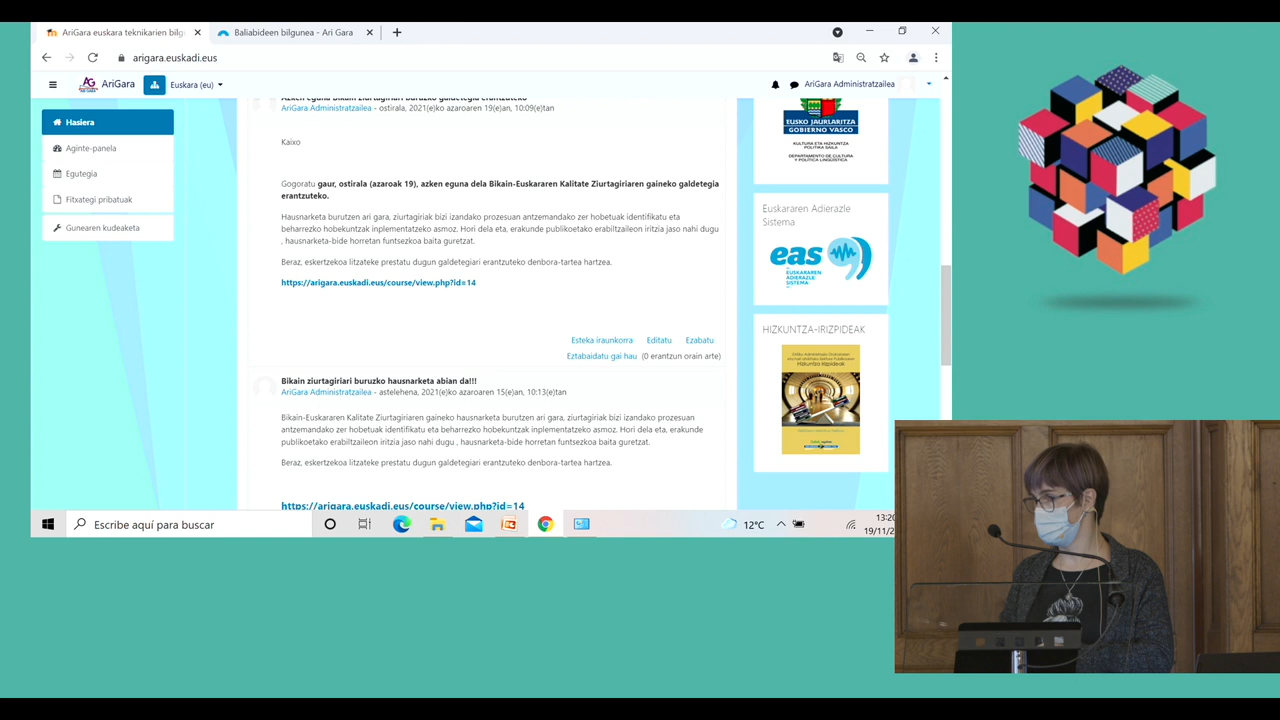 AriGara euskara teknikarien bilg
Baliabideen bilgunea - Ari Gara
arigara.euskadi.eus
AriGara
Euskara (eu)
AriGara Administratzailea
Hasiera
Aginte-panela
Egutegia
Fitxategi pribatuak
Gunearen kudeaketa
Azken eguna Bikain ziurtagiriari buruzko galdetegia erantzuteko
AriGara Administratzailea - ostirala, 2021(e)ko azaroaren 19(e)an, 10:09(e)tan
Kaixo
Gogoratu gaur, ostirala (azaroak 19), azken eguna dela Bikain-Euskararen Kalitate Ziurtagiriaren gaineko galdetegia
erantzuteko.
Hausnarketa burutzen ari gara, ziurtagiriak bizi izandako prozesuan antzemandako zer hobetuak identifikatu eta
beharrezko hobekuntzak inplementatzeko asmoz. Hori dela eta, erakunde publikoetako erabiltzaileon iritzia jaso nahi dugu
, hausnarketa-bide horretan funtsezkoa baita guretzat.
Beraz, eskertzekoa litzateke prestatu dugun galdetegiari erantzuteko denbora-tartea hartzea.
https://arigara.euskadi.eus/course/view.php?id=14
Esteka iraunkorra Editatu Ezabatu
Eztabaidatu gai hau (0 erantzun orain arte)
Bikain ziurtagiriari buruzko hausnarketa abian da!!!
AriGara Administratzailea - astelehena, 2021(e)ko azaroaren 15(e)an, 10:13(e)tan
Bikain-Euskararen Kalitate Ziurtagiriaren gaineko hausnarketa burutzen ari gara, ziurtagiriak bizi izandako prozesuan
antzemandako zer hobetuak identifikatu eta beharrezko hobekuntzak inplementatzeko asmoz. Hori dela eta, erakunde
publikoetako erabiltzaileon iritzia jaso nahi dugu , hausnarketa-bide horretan funtsezkoa baita guretzat.
Beraz, eskertzekoa litzateke prestatu dugun galdetegiari erantzuteko denbora-tartea hartzea.
https://arigara.euskadi.eus/course/view.php?id=14
EUSKO JAURLARITZA
GOBIERNO VASCO
KULTURA ETA HIZKUNTZA
POLITIKA SAILA
DEPARTAMENTO DE CULTURA
Y POLÍTICA LINGÜÍSTICA
Euskararen Adierazle
Sistema
eas
EUSKARAREN
ADIERAZLE
SISTEMA
HIZKUNTZA-IRIZPIDEAK
Hizkuntza Irizpideak
Escribe aquí para buscar
12°C
13:20
19/11/2